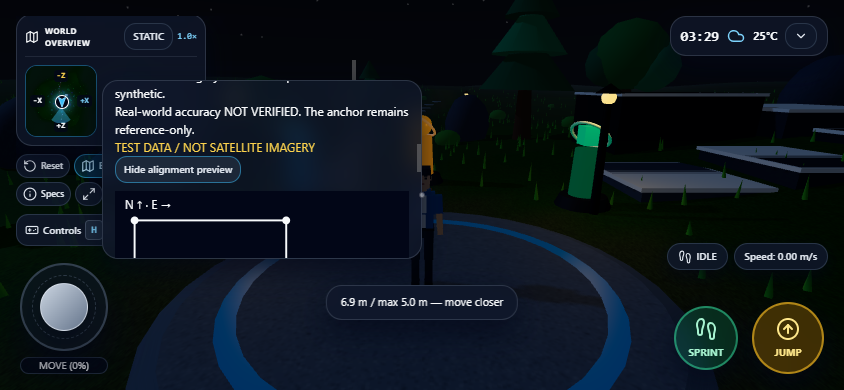 WORLD
OVERVIEW
STATIC
1.0×
-Z
-X
+X
+Z
Reset
Specs
Controls H
MOVE (0%)
synthetic.
Real-world accuracy NOT VERIFIED. The anchor remains
reference-only.
TEST DATA / NOT SATELLITE IMAGERY
Hide alignment preview
N↑· E→
6.9 m / max 5.0 m — move closer
03:29
25°C
IDLE
Speed: 0.00 m/s
SPRINT
JUMP